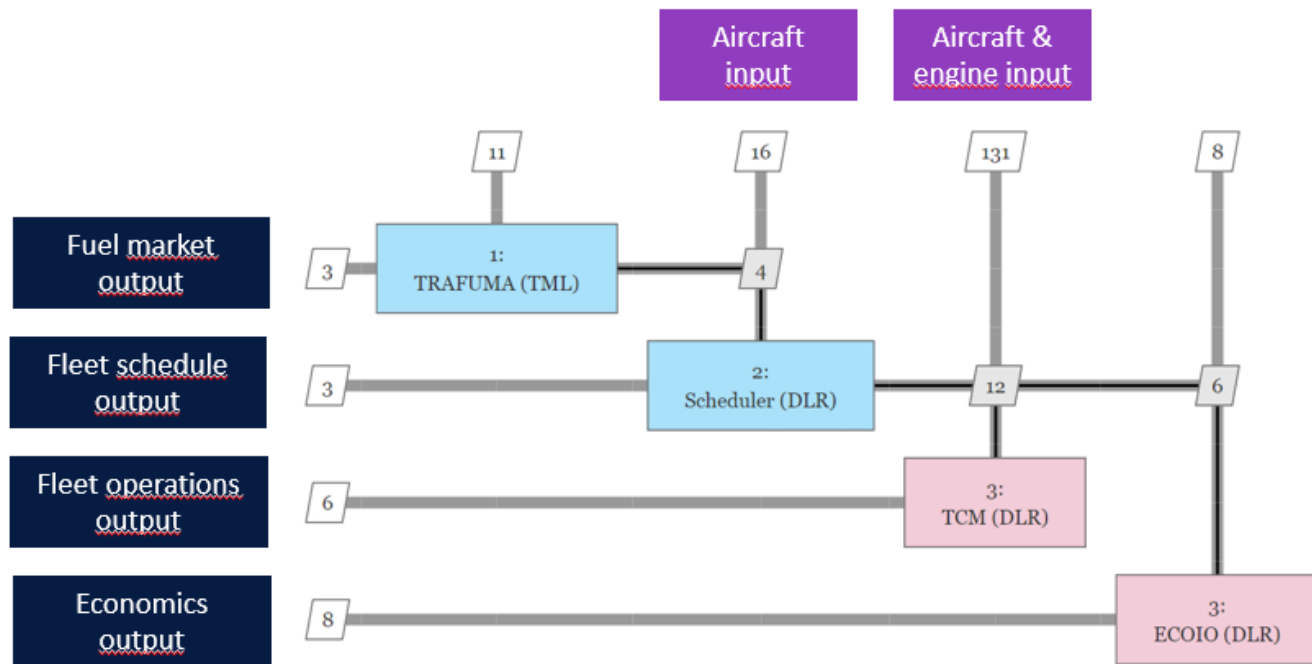 Aircraft
input
Aircraft &
engine input
11
16
131
8
Fuel market
output
3
1:
TRAFUMA (TML)
4
Fleet schedule
output
3
2:
Scheduler (DLR)
12
6
Fleet operations
output
6
3:
TCM (DLR)
Economics
output
8
3:
ECOIO (DLR)